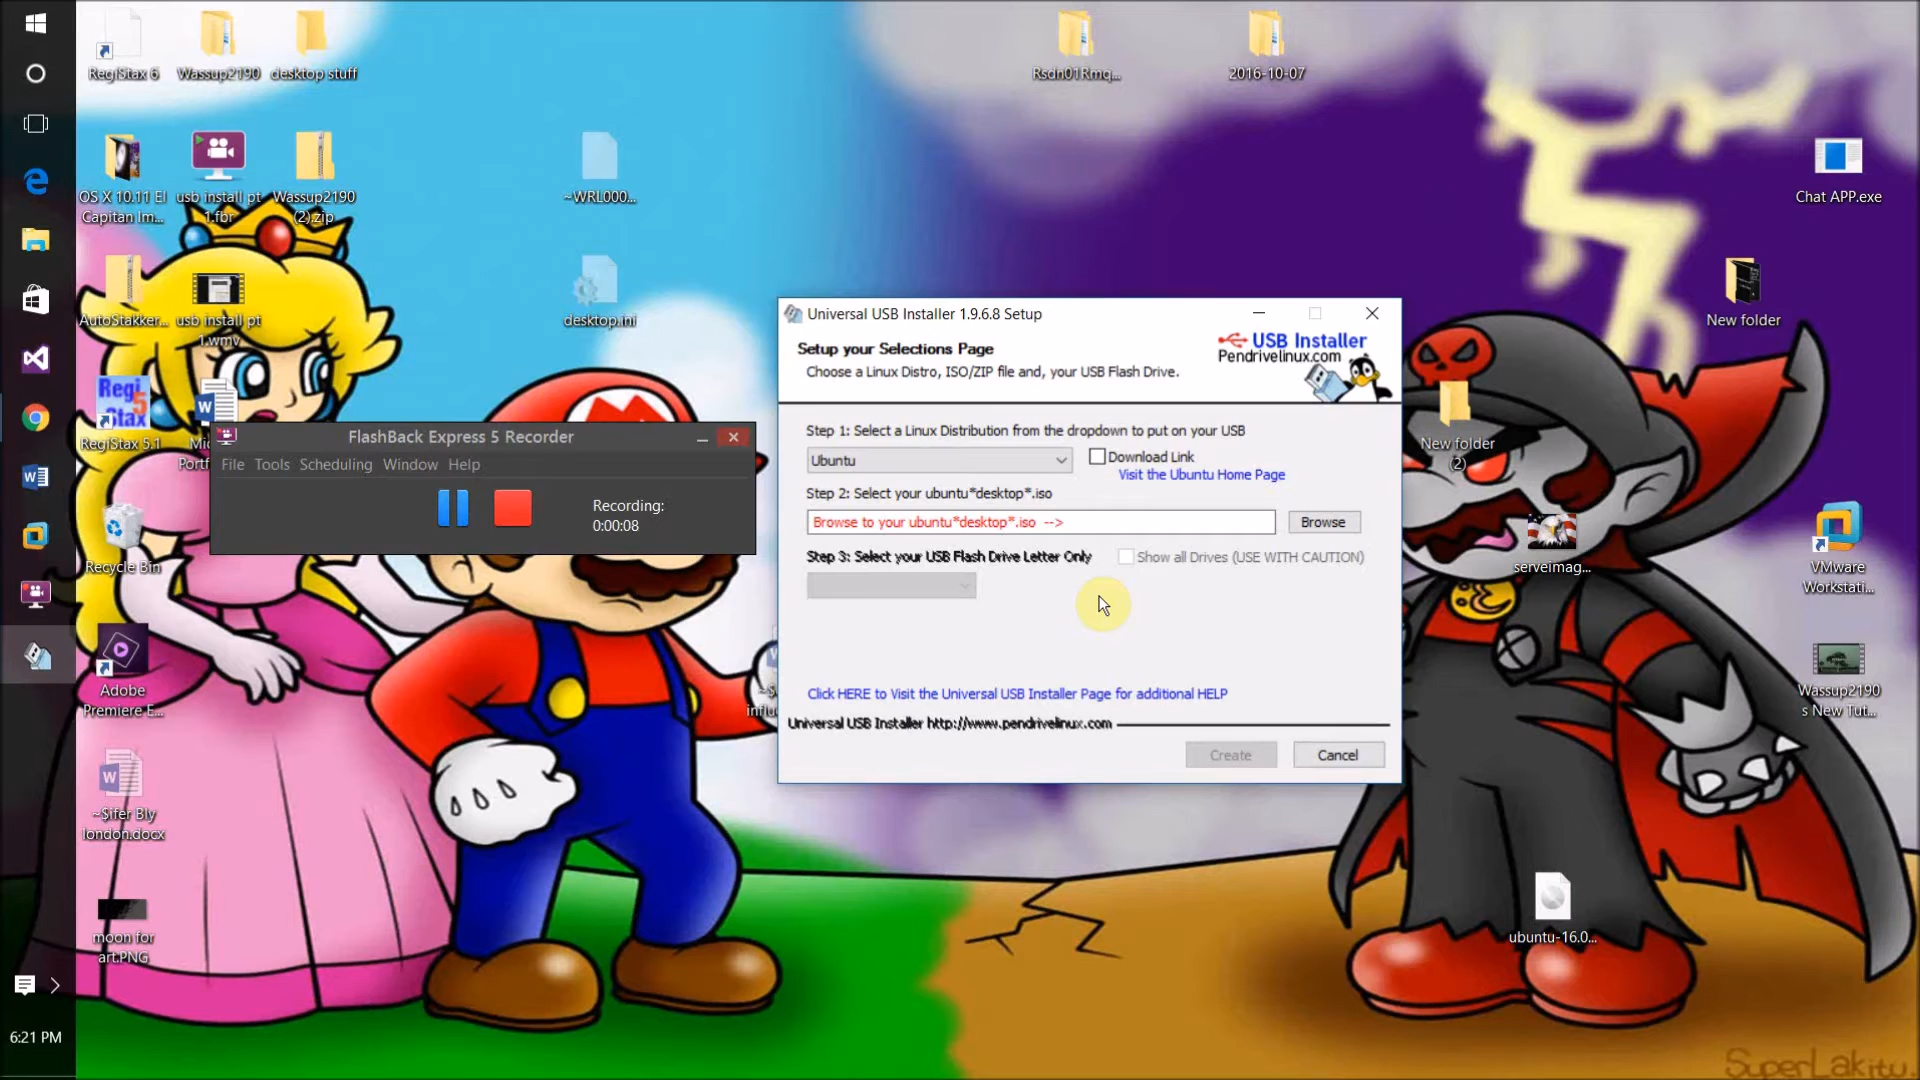 RegiStax 6
Wassup2190
desktop stuff
Rsdn01Rmq...
2016-10-07
OS X 10.11 El
Capitan Im...
usb install pt
1.fbr
Wassup2190
(2).zip
~WRL000...
Chat APP.exe
AutoStakker...
usb install pt
1.wmv
desktop.ini
New folder
Regi
Stax
5
RegiStax 5.1
New folder
(2)
Recycle Bin
serveimag...
VMware
Workstati...
Adobe
Premiere E...
Wassup2190
s New Tut...
~$ifer Bly
london.docx
moon for
art.PNG
ubuntu-16.0...
6:21 PM
FlashBack Express 5 Recorder
File Tools Scheduling Window Help
Recording:
0:00:08
Universal USB Installer 1.9.6.8 Setup
Setup your Selections Page
Choose a Linux Distro, ISO/ZIP file and, your USB Flash Drive.
USB Installer
Pendrivelinux.com
Step 1: Select a Linux Distribution from the dropdown to put on your USB
Ubuntu
Download Link
Visit the Ubuntu Home Page
Step 2: Select your ubuntu*desktop*.iso
Browse to your ubuntu*desktop*.iso -->
Browse
Step 3: Select your USB Flash Drive Letter Only
Show all Drives (USE WITH CAUTION)
Click HERE to Visit the Universal USB Installer Page for additional HELP
Universal USB Installer http://www.pendrivelinux.com
Create
Cancel
SuperLakitu.